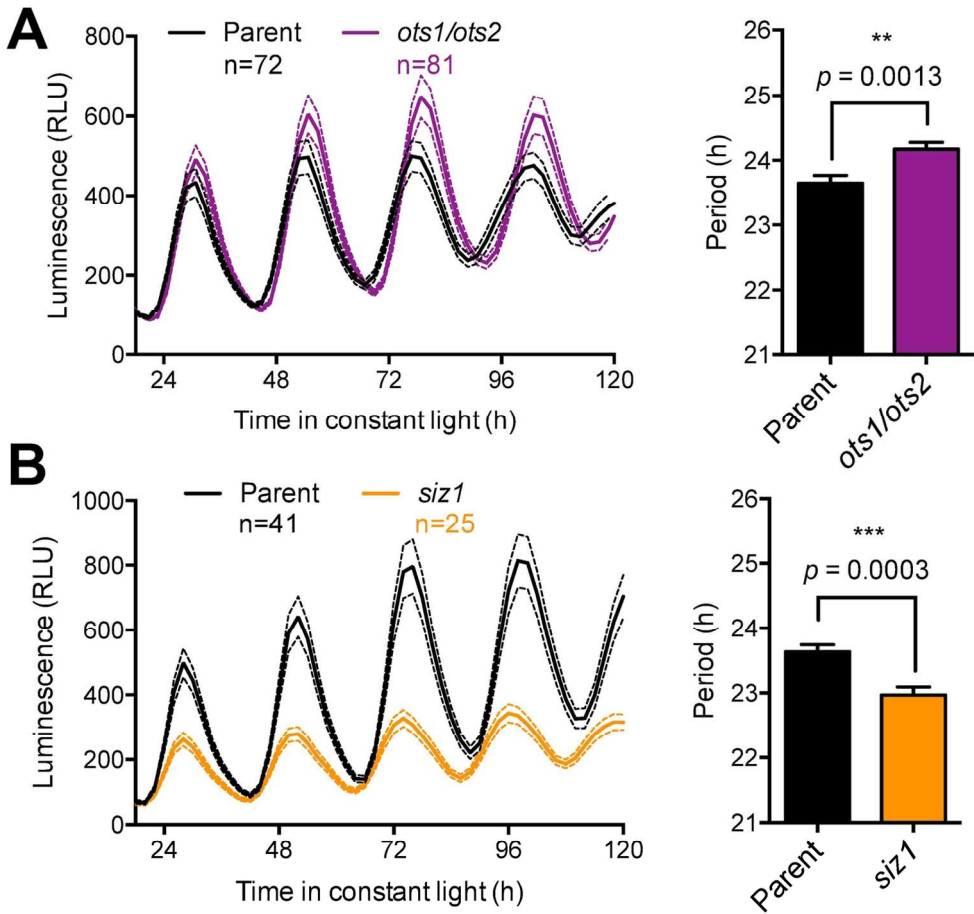 A
Parent ots1/ots2
n=72 n=81
800
600
400
200
0
24 48 72 96 120
Luminescence (RLU)
Time in constant light (h)
26
25
24
23
22
21
Period (h)
**
p = 0.0013
Parent
ots1/ots2
B
Parent siz1
n=41 n=25
1000
800
600
400
200
0
24 48 72 96 120
Luminescence (RLU)
Time in constant light (h)
26
25
24
23
22
21
Period (h)
***
p = 0.0003
Parent
siz1